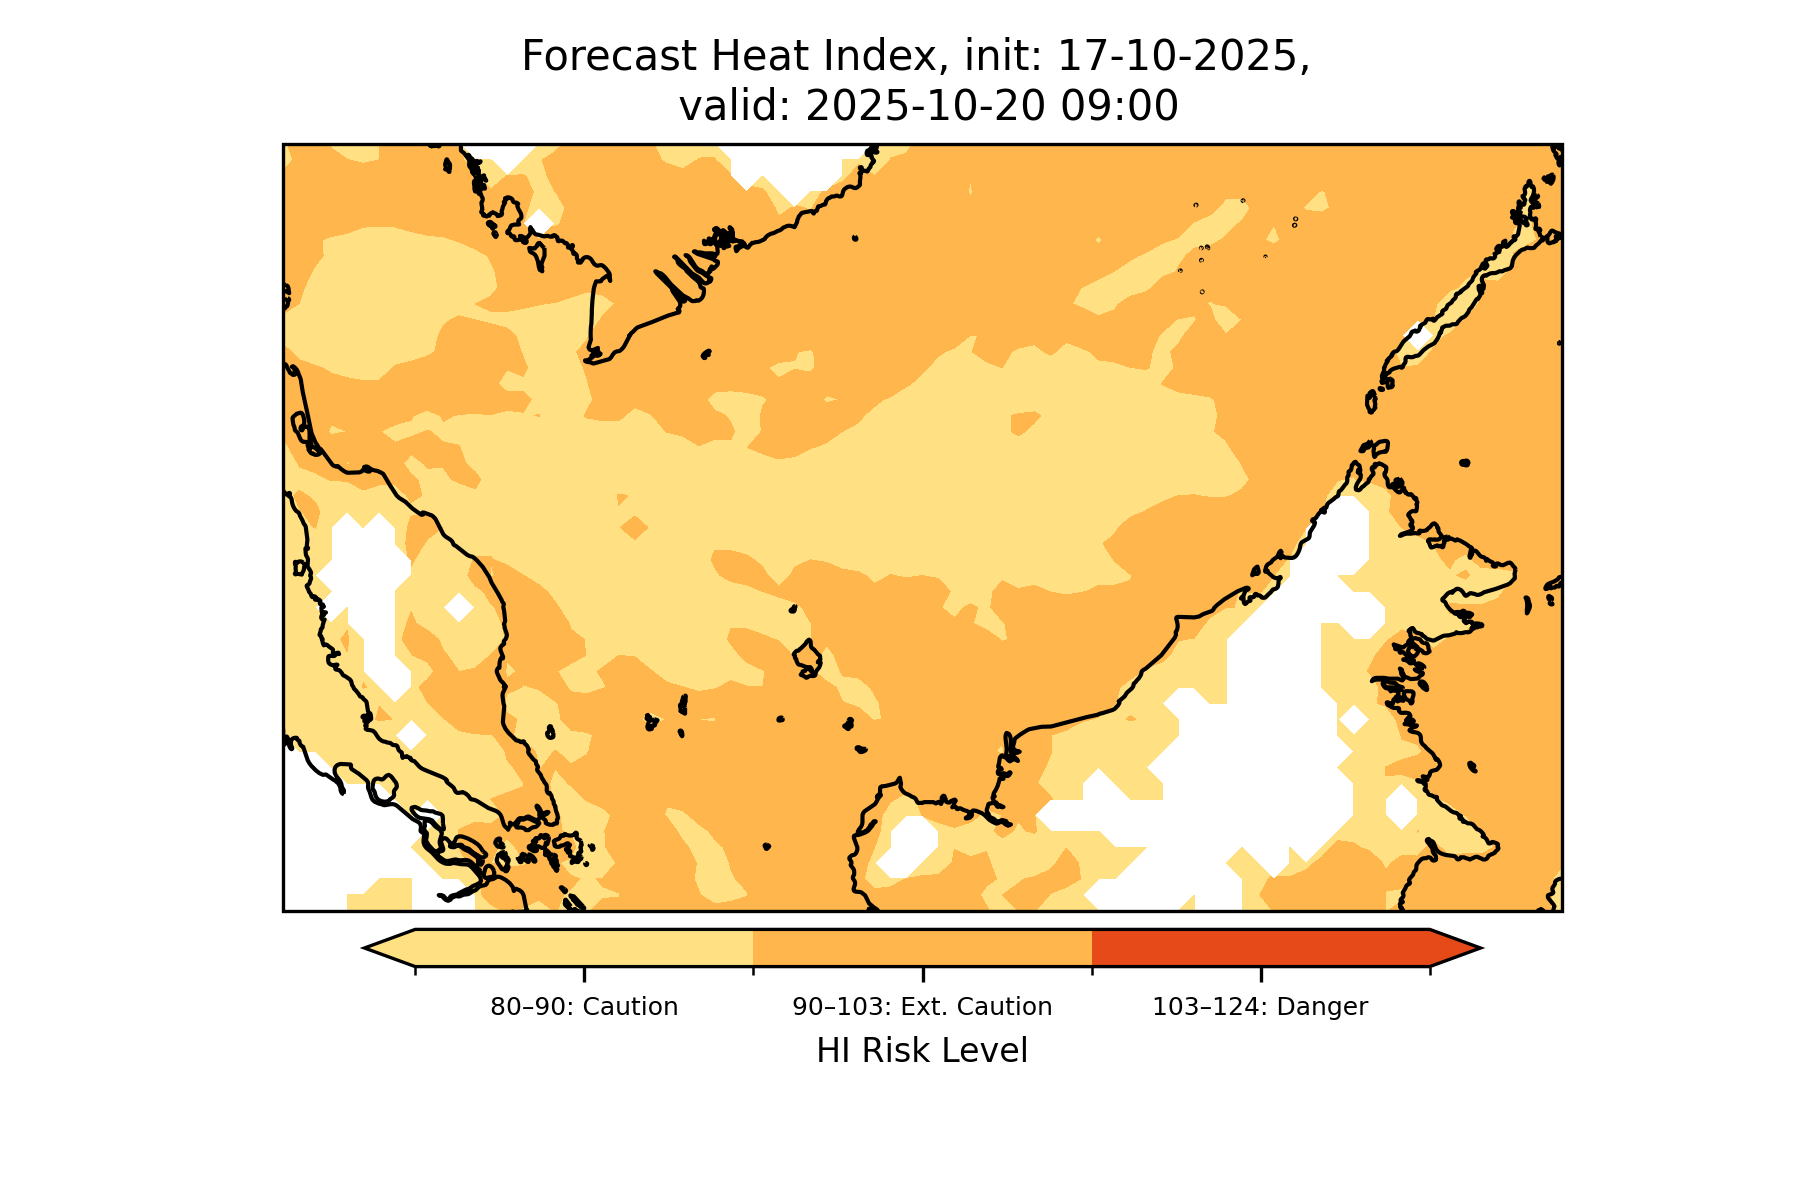 Forecast Heat Index, init: 17-10-2025,
valid: 2025-10-20 09:00
80–90: Caution
90–103: Ext. Caution
103–124: Danger
HI Risk Level